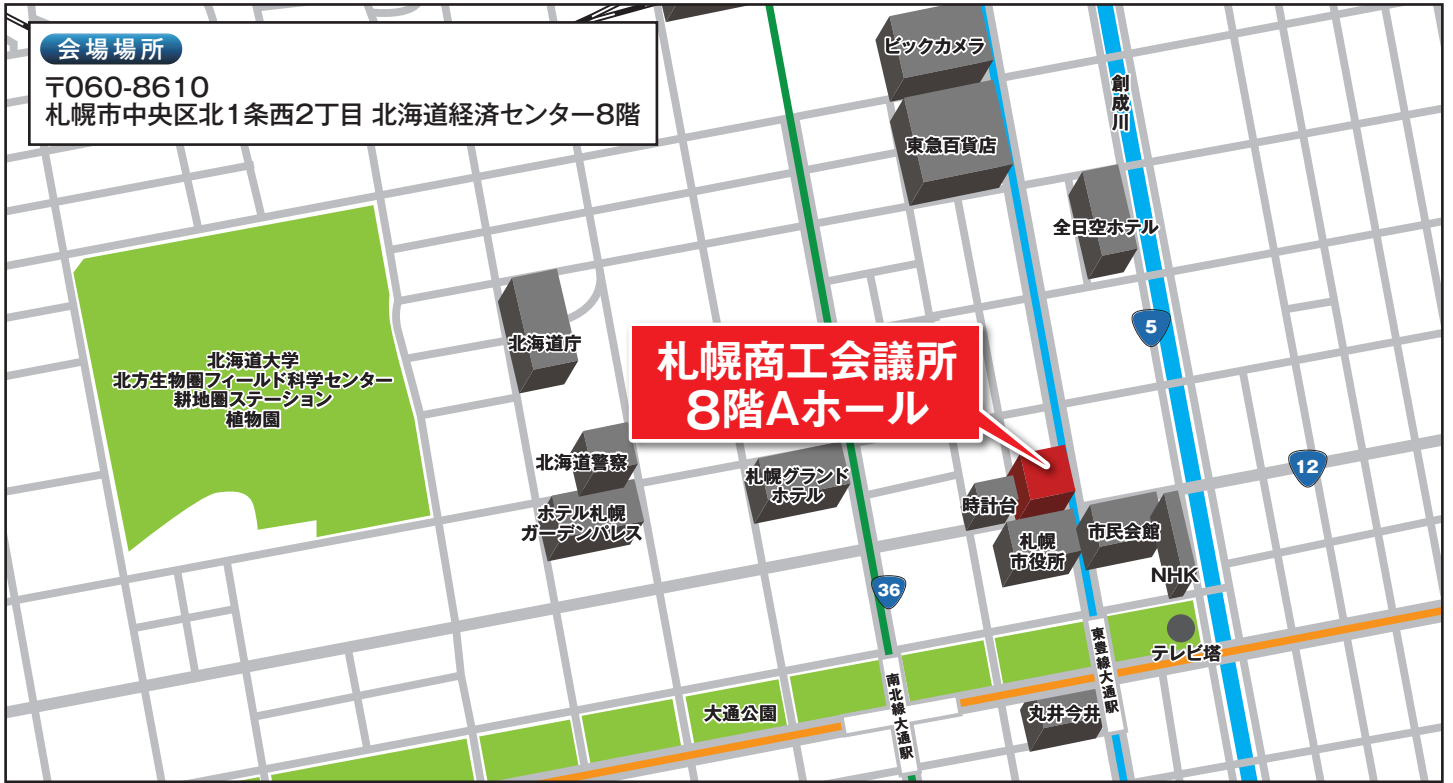 会場場所
〒060-8610
札幌市中央区北1条西2丁目 北海道経済センター8階
ビックカメラ
創成川
東急百貨店
全日空ホテル
5
北海道庁
北海道大学
北方生物圏フィールド科学センター
耕地圏ステーション
植物園
札幌商工会議所
8階Aホール
北海道警察
札幌グランド
ホテル
12
時計台
ホテル札幌
ガーデンパレス
市民会館
札幌
市役所
NHK
36
東豊線大通駅
テレビ塔
南北線大通駅
大通公園
丸井今井